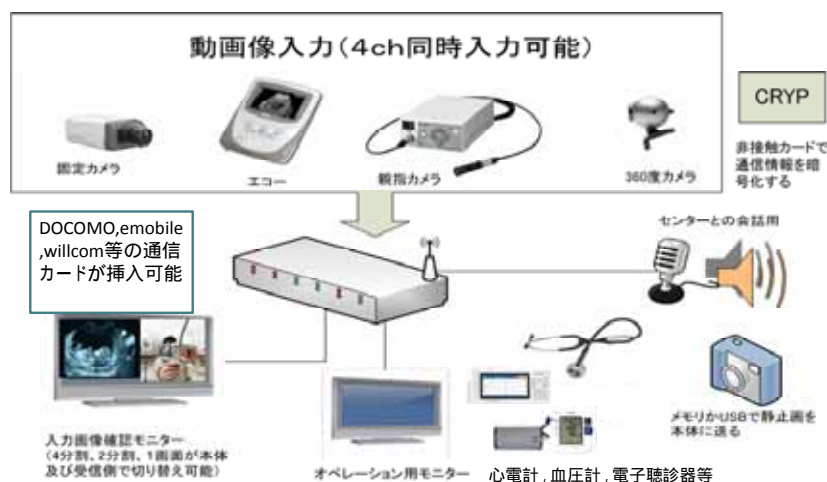 動画像入力(4ch同時入力可能)
固定カメラ
エコー
親指カメラ
360度カメラ
CRYP
非接触カードで
通信情報を暗
号化する
DOCOMO,emobile
,willcom等の通信
カードが挿入可能
センターとの会話用
入力画像確認モニター
(4分割、2分割、1画面が本体
及び受信側で切り替え可能)
オペレーション用モニター
心電計,血圧計,電子聴診器等
メモリかUSBで静止画を
本体に送る